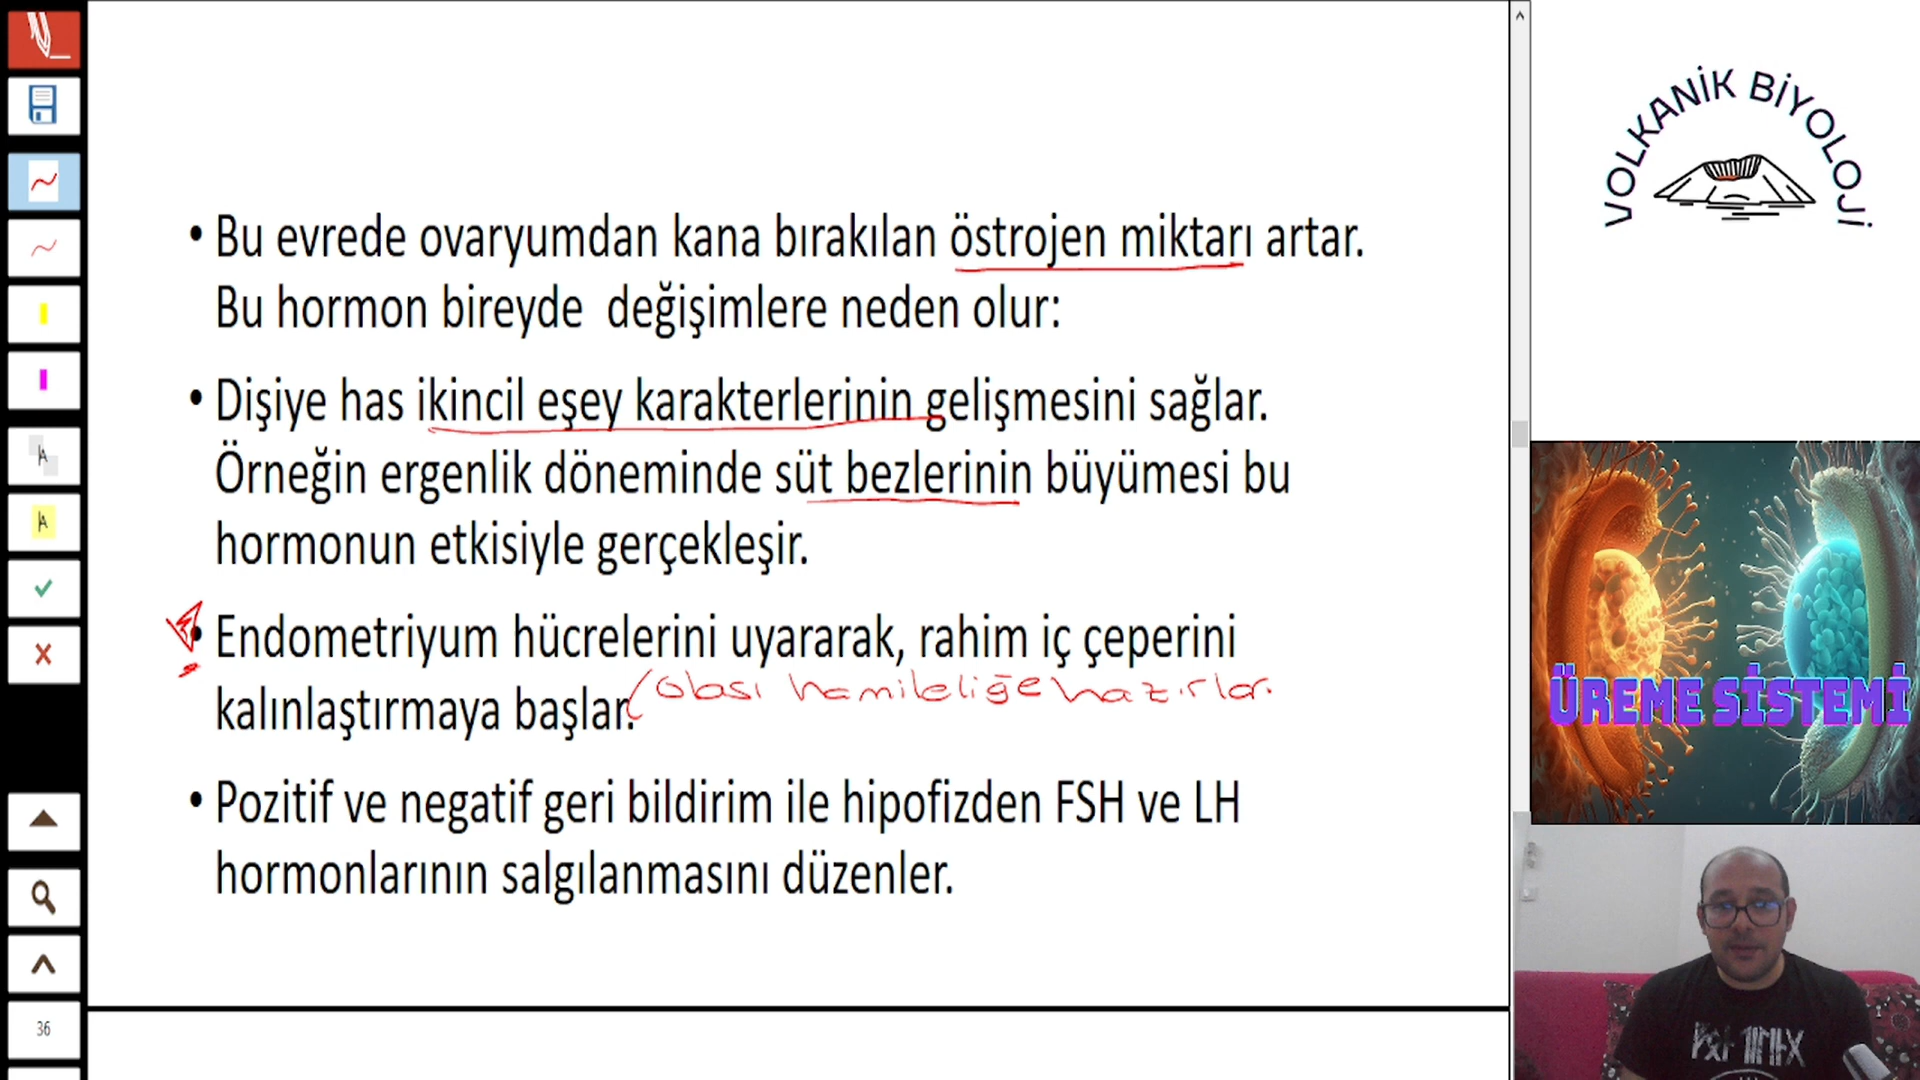 • Bu evrede ovaryumdan kana bırakılan östrojen miktarı artar.
Bu hormon bireyde değişimlere neden olur:
• Dişiye has ikincil eşey karakterlerinin gelişmesini sağlar.
Örneğin ergenlik döneminde süt bezlerinin büyümesi bu
hormonun etkisiyle gerçekleşir.
• Endometriyum hücrelerini uyararak, rahim iç çeperini
kalınlaştırmaya başlar.
(olası hamileliğe hazırlar.
• Pozitif ve negatif geri bildirim ile hipofizden FSH ve LH
hormonlarının salgılanmasını düzenler.
36
VOLKANİK BİYOLOJİ
ÜREME SİSTEMİ